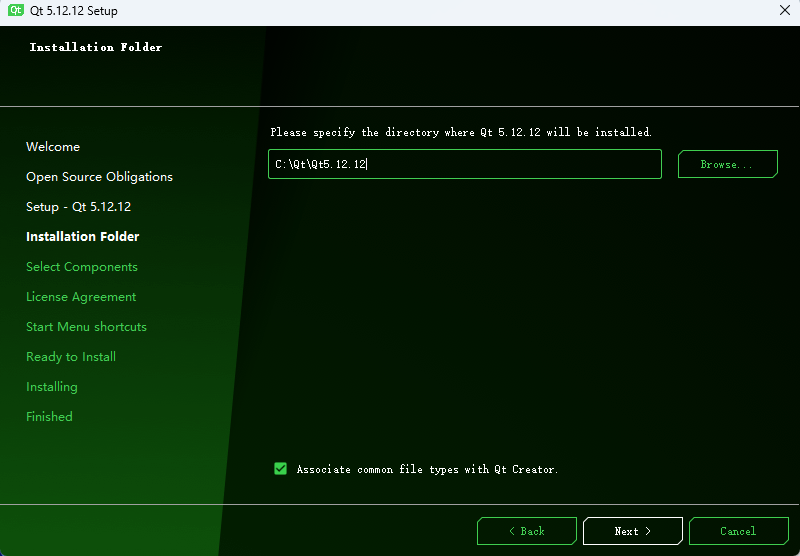 Qt Qt 5.12.12 Setup
Installation Folder
Welcome
Open Source Obligations
Setup - Qt 5.12.12
Installation Folder
Select Components
License Agreement
Start Menu shortcuts
Ready to Install
Installing
Finished
Please specify the directory where Qt 5.12.12 will be installed.
C:\Qt\Qt5.12.12
Browse...
Associate common file types with Qt Creator.
< Back
Next >
Cancel